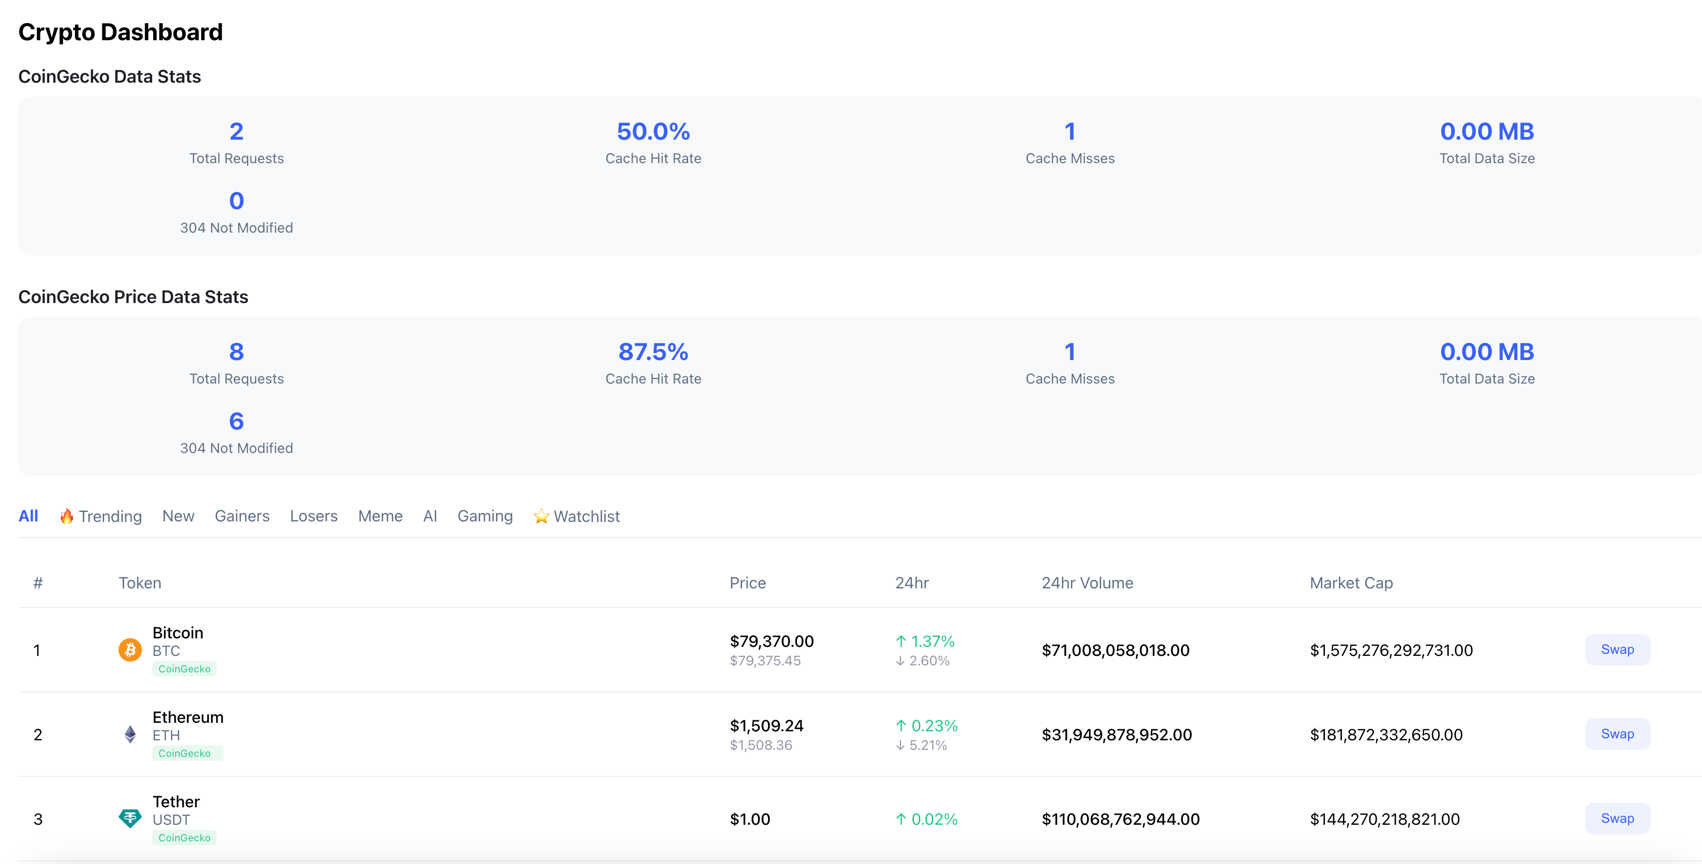 Crypto Dashboard
CoinGecko Data Stats
2 50.0% 1 0.00 MB
Total Requests Cache Hit Rate Cache Misses Total Data Size
0
304 Not Modified
CoinGecko Price Data Stats
8 87.5% 1 0.00 MB
Total Requests Cache Hit Rate Cache Misses Total Data Size
6
304 Not Modified
All 🔥 Trending New Gainers Losers Meme AI Gaming ⭐ Watchlist
# Token Price 24hr 24hr Volume Market Cap
1 Bitcoin $79,370.00 ↑ 1.37% $71,008,058,018.00 $1,575,276,292,731.00 Swap
BTC $79,375.45 ↓ 2.60%
CoinGecko
2 Ethereum $1,509.24 ↑ 0.23% $31,949,878,952.00 $181,872,332,650.00 Swap
ETH $1,508.36 ↓ 5.21%
CoinGecko
3 Tether $1.00 ↑ 0.02% $110,068,762,944.00 $144,270,218,821.00 Swap
USDT
CoinGecko